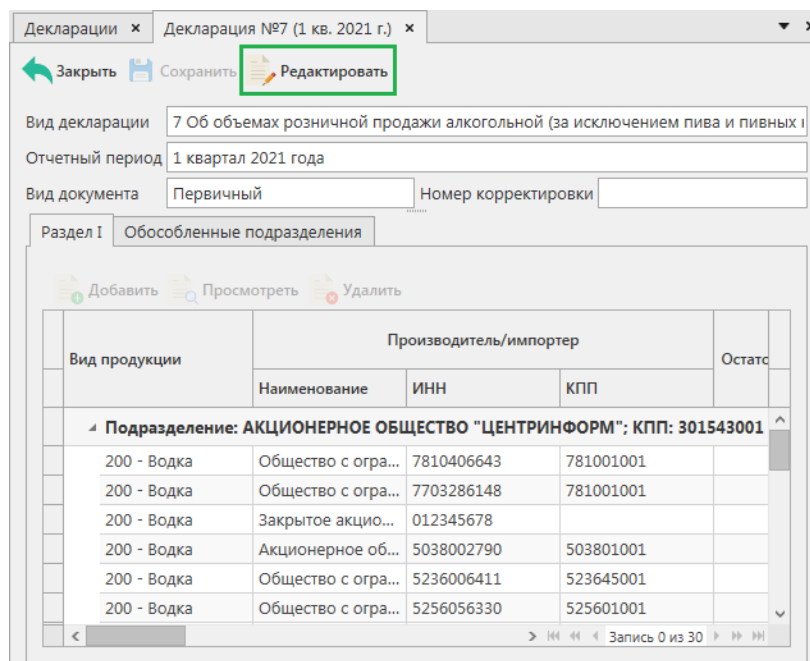 Декларации × Декларация №7 (1 кв. 2021 г.) ×
Закрыть Сохранить Редактировать
Вид декларации 7 Об объемах розничной продажи алкогольной (за исключением пива и пивных
Отчетный период 1 квартал 2021 года
Вид документа Первичный Номер корректировки
Раздел I Обособленные подразделения
Добавить Просмотреть Удалить
Производитель/импортер
Вид продукции Остатс
Наименование ИНН КПП
Подразделение: АКЦИОНЕРНОЕ ОБЩЕСТВО "ЦЕНТРИНФОРМ"; КПП: 301543001
200 - Водка Общество с огра... 7810406643 781001001
200 - Водка Общество с огра... 7703286148 781001001
200 - Водка Закрытое акцио... 012345678
200 - Водка Акционерное об... 5038002790 503801001
200 - Водка Общество с огра... 5236006411 523645001
200 - Водка Общество с огра... 5256056330 525601001
Запись 0 из 30